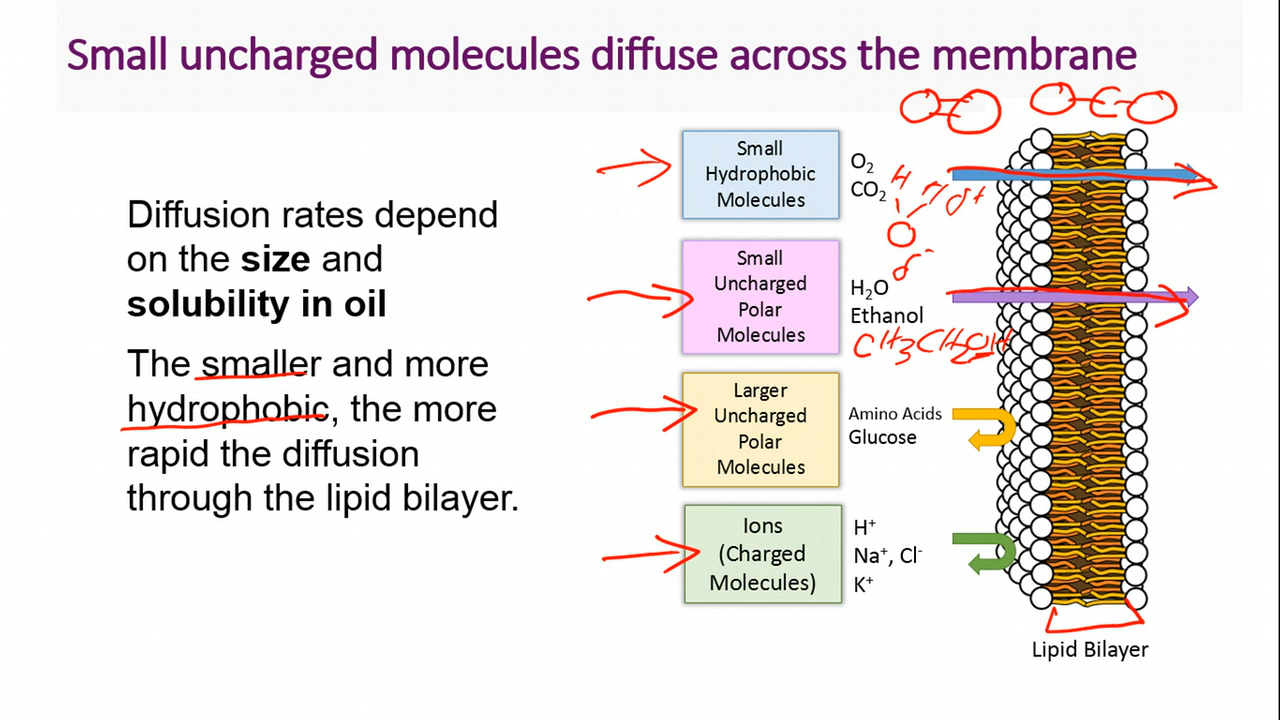 Small uncharged molecules diffuse across the membrane
Diffusion rates depend
on the size and
solubility in oil
The smaller and more
hydrophobic, the more
rapid the diffusion
through the lipid bilayer.
Small
Hydrophobic
Molecules
O₂
CO₂
C
H
H δ+
O
δ-
Small
Uncharged
Polar
Molecules
H₂O
Ethanol
CH3CH2OH
Larger
Uncharged
Polar
Molecules
Amino Acids
Glucose
Ions
(Charged
Molecules)
H⁺
Na⁺, Cl⁻
K⁺
Lipid Bilayer